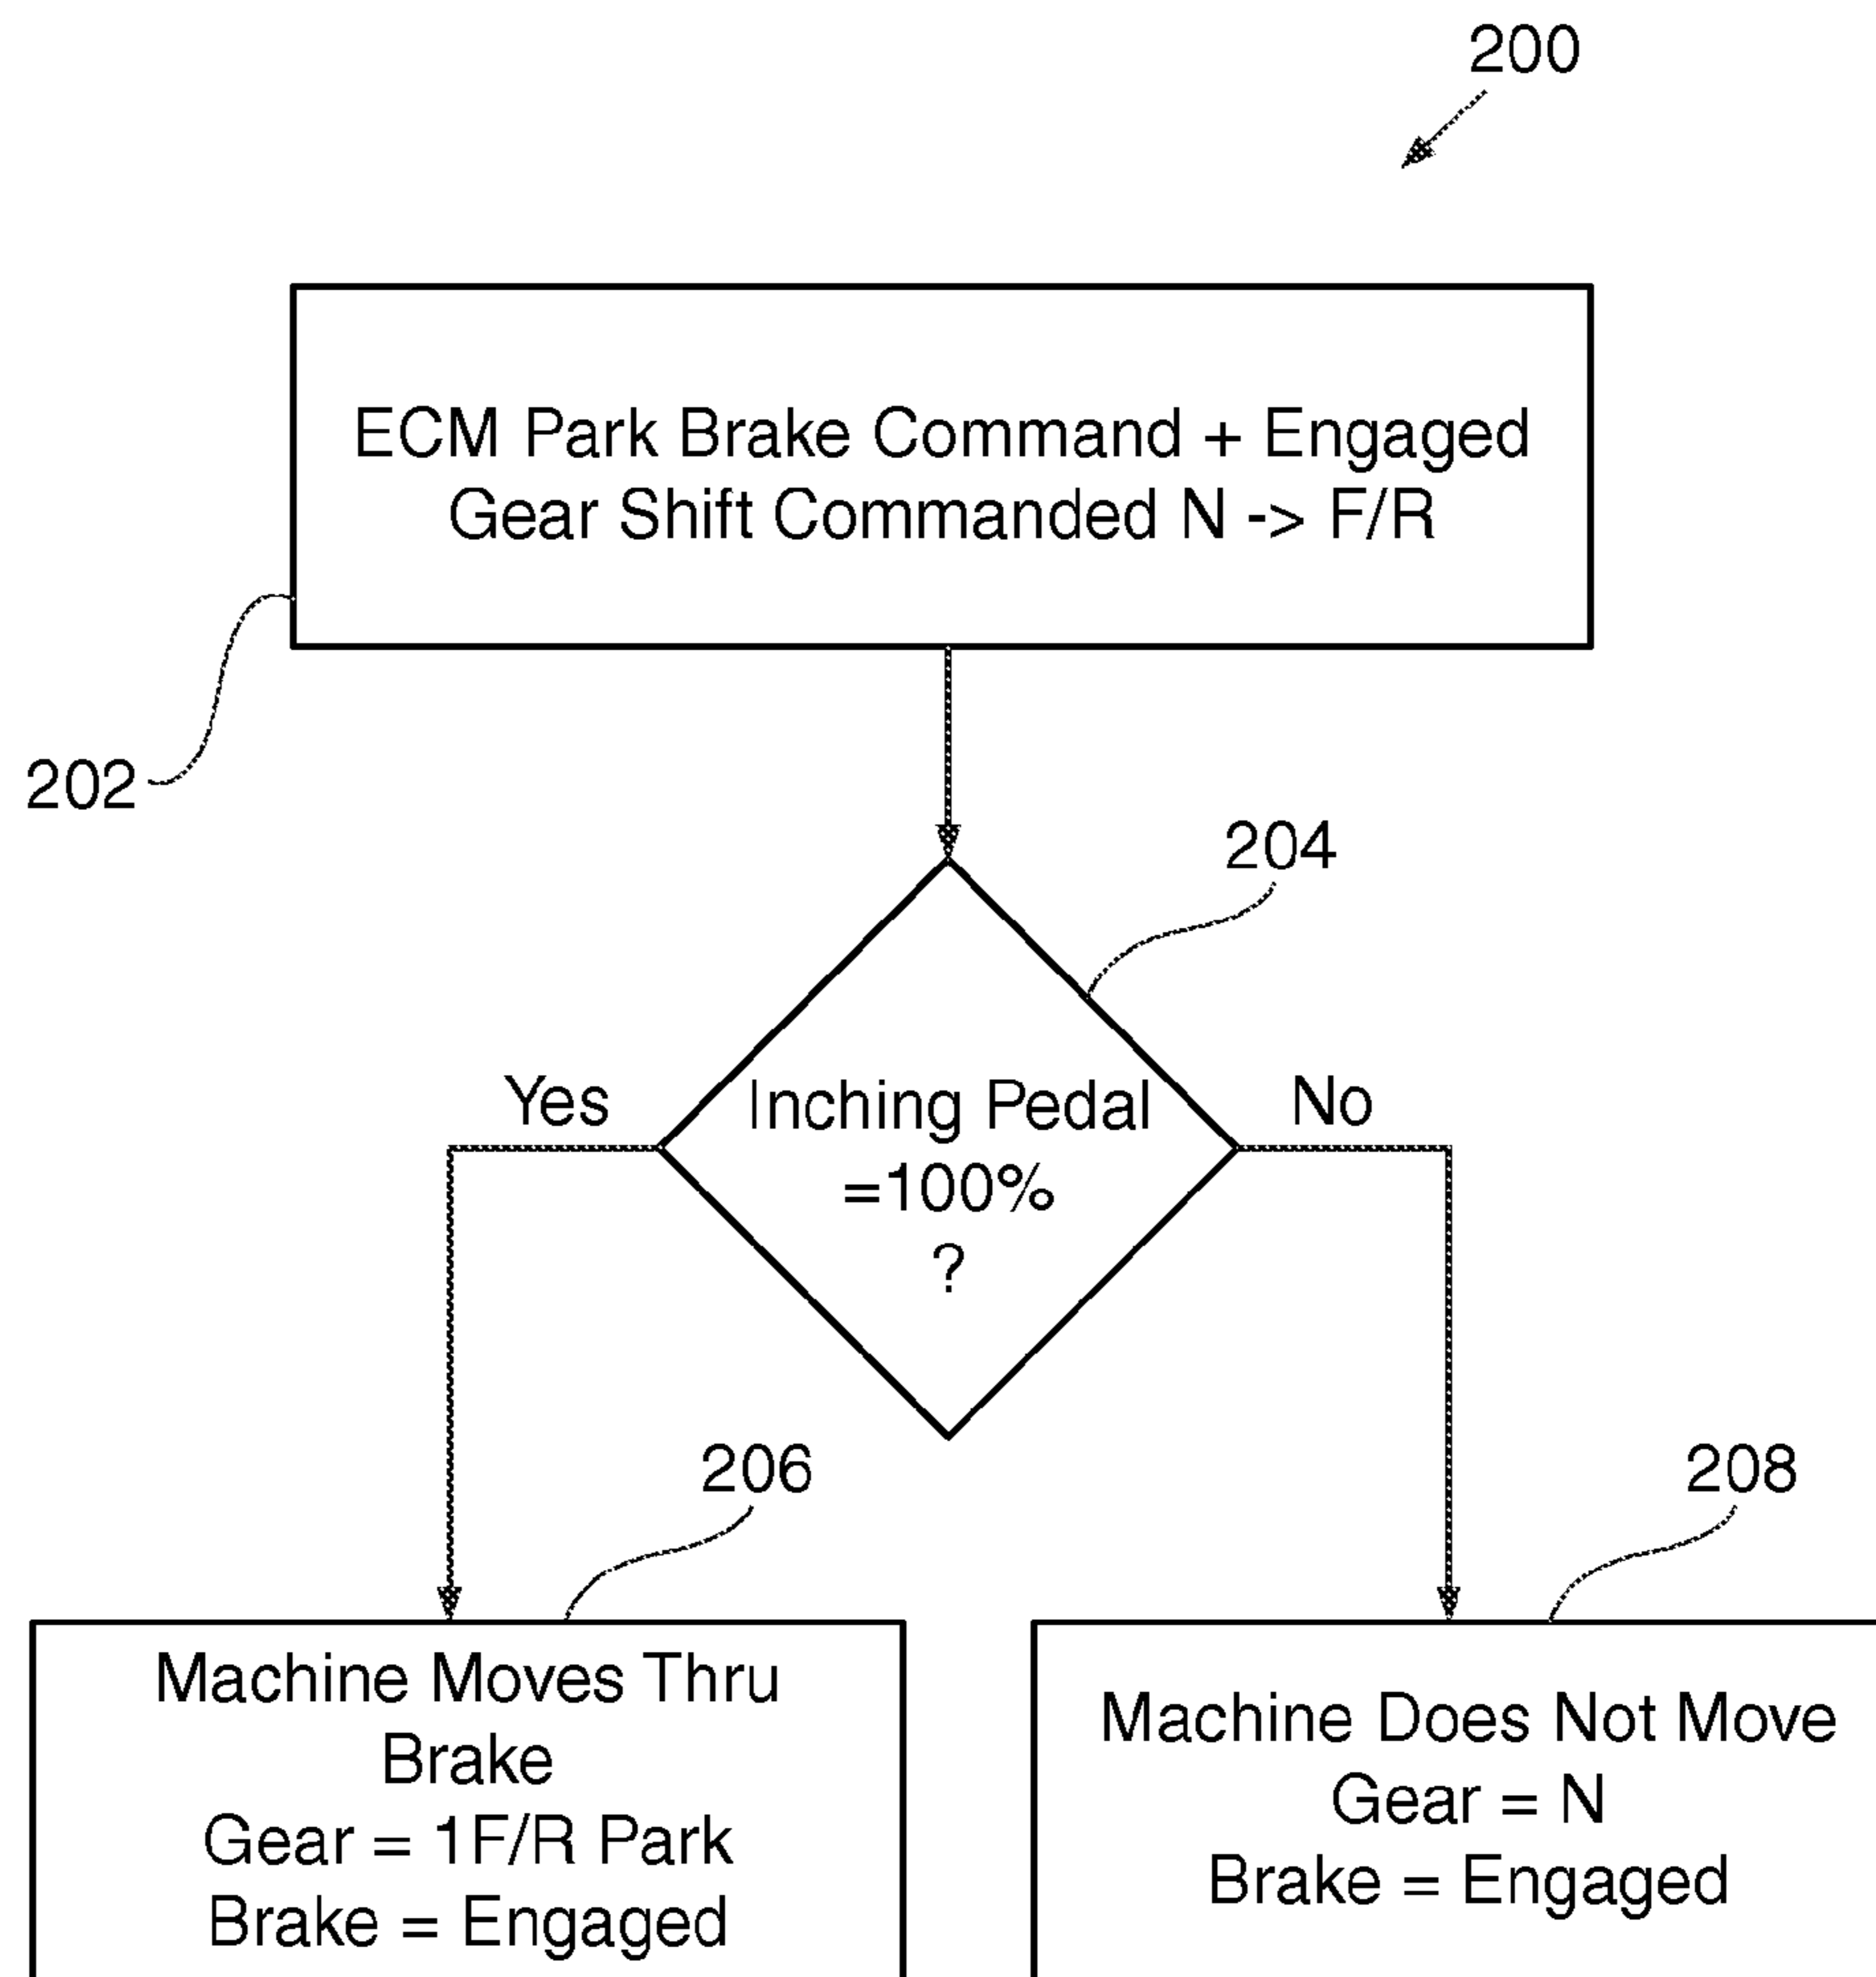 200
ECM Park Brake Command + Engaged
Gear Shift Commanded N -> F/R
202
204
Yes
Inching Pedal
=100%
?
No
206
208
Machine Moves Thru
Brake
Gear = 1F/R Park
Brake = Engaged
Machine Does Not Move
Gear = N
Brake = Engaged